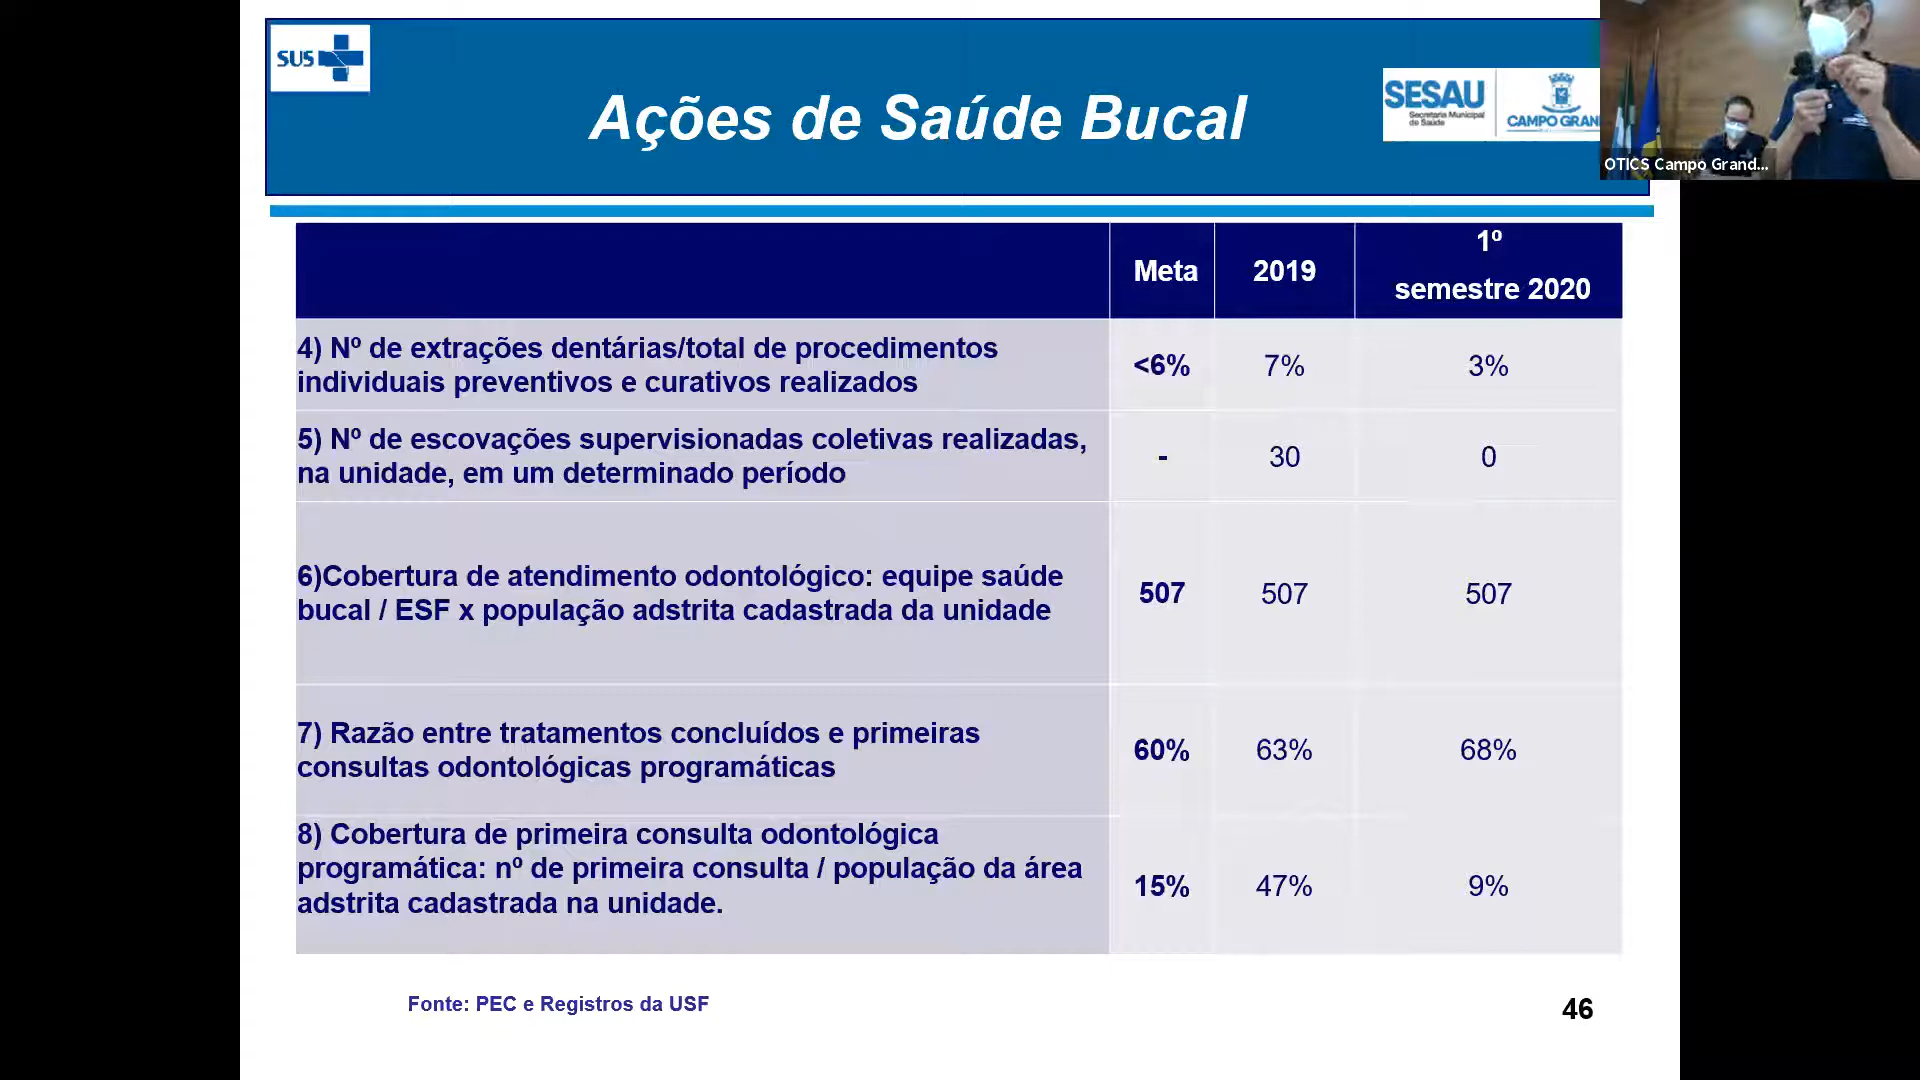 SUS
Ações de Saúde Bucal
SESAU
Secretaria Municipal
de Saúde
CAMPO GRAN
OTICS Campo Grand...
Meta
2019
1º
semestre 2020
4) Nº de extrações dentárias/total de procedimentos
individuais preventivos e curativos realizados
<6%
7%
3%
5) Nº de escovações supervisionadas coletivas realizadas,
na unidade, em um determinado período
-
30
0
6)Cobertura de atendimento odontológico: equipe saúde
bucal / ESF x população adstrita cadastrada da unidade
507
507
507
7) Razão entre tratamentos concluídos e primeiras
consultas odontológicas programáticas
60%
63%
68%
8) Cobertura de primeira consulta odontológica
programática: nº de primeira consulta / população da área
adstrita cadastrada na unidade.
15%
47%
9%
Fonte: PEC e Registros da USF
46